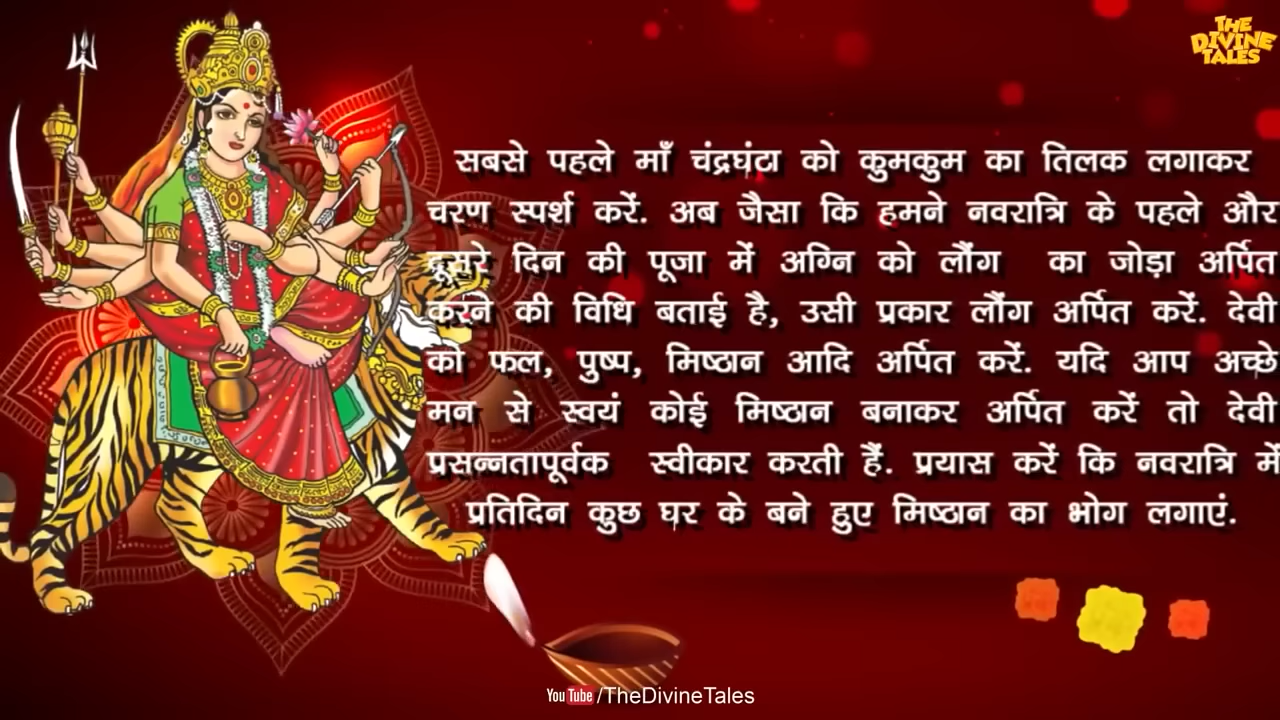 THE
DIVINE
TALES
सबसे पहले माँ चंद्रघंटा को कुमकुम का तिलक लगाकर
चरण स्पर्श करें. अब जैसा कि हमने नवरात्रि के पहले और
दूसरे दिन की पूजा में अग्नि को लौंग का जोड़ा अर्पित
करने की विधि बताई है, उसी प्रकार लौंग अर्पित करें. देवी
को फल, पुष्प, मिष्ठान आदि अर्पित करें. यदि आप अच्छे
मन से स्वयं कोई मिष्ठान बनाकर अर्पित करें तो देवी
प्रसन्नतापूर्वक स्वीकार करती हैं. प्रयास करें कि नवरात्रि में
प्रतिदिन कुछ घर के बने हुए मिष्ठान का भोग लगाएं.
You Tube /TheDivineTales